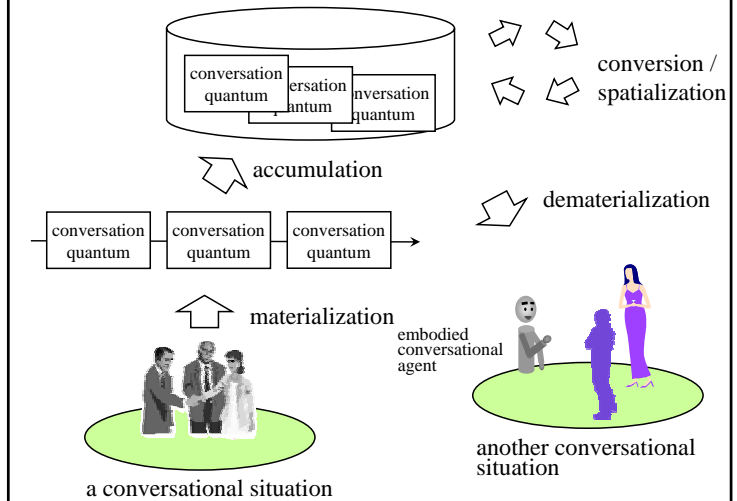 conversation
quantum
ersation
antum
nversation
quantum
conversion /
spatialization
accumulation
dematerialization
conversation
quantum
conversation
quantum
conversation
quantum
materialization
embodied
conversational
agent
another conversational
situation
a conversational situation